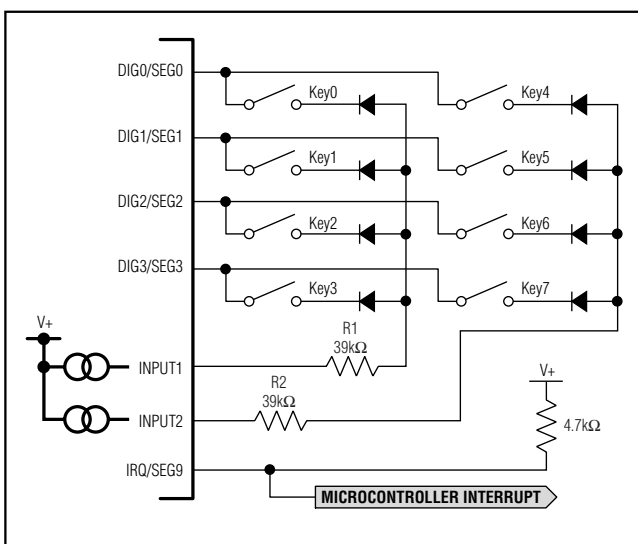 DIG0/SEG0
Key0
Key4
DIG1/SEG1
Key1
Key5
DIG2/SEG2
Key2
Key6
DIG3/SEG3
Key3
Key7
V+
R1
39kΩ
INPUT1
R2
39kΩ
V+
INPUT2
4.7kΩ
IRQ/SEG9
MICROCONTROLLER INTERRUPT